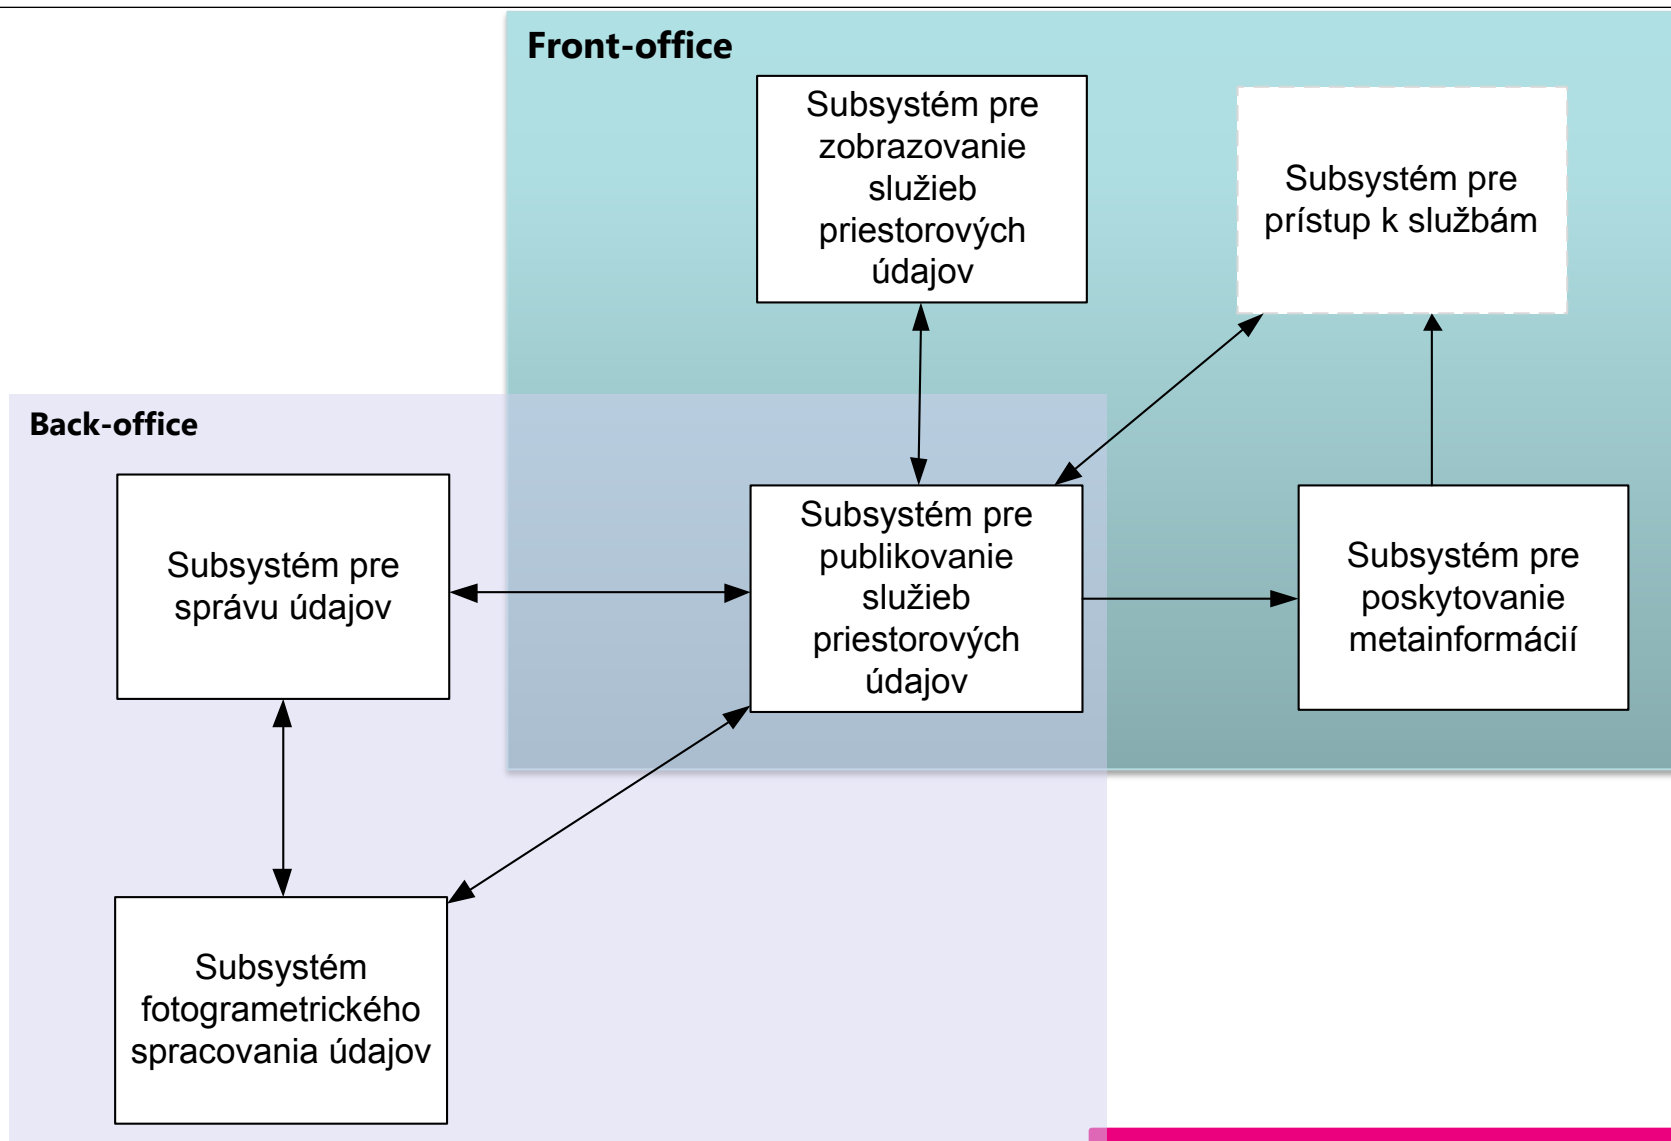 Front-office
Subsystém pre
zobrazovanie
služieb
priestorových
údajov
Subsystém pre
prístup k službám
Back-office
Subsystém pre
správu údajov
Subsystém pre
publikovanie
služieb
priestorových
údajov
Subsystém pre
poskytovanie
metainformácií
Subsystém
fotogrametrického
spracovania údajov